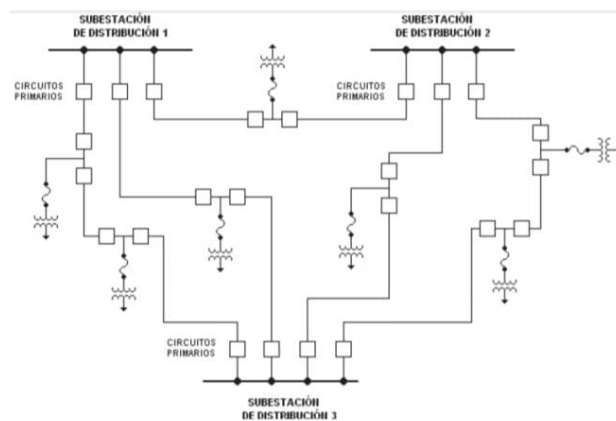 SUBESTACIÓN
DE DISTRIBUCIÓN 1
SUBESTACIÓN
DE DISTRIBUCIÓN 2
CIRCUITOS
PRIMARIOS
CIRCUITOS
PRIMARIOS
CIRCUITOS
PRIMARIOS
SUBESTACIÓN
DE DISTRIBUCIÓN 3